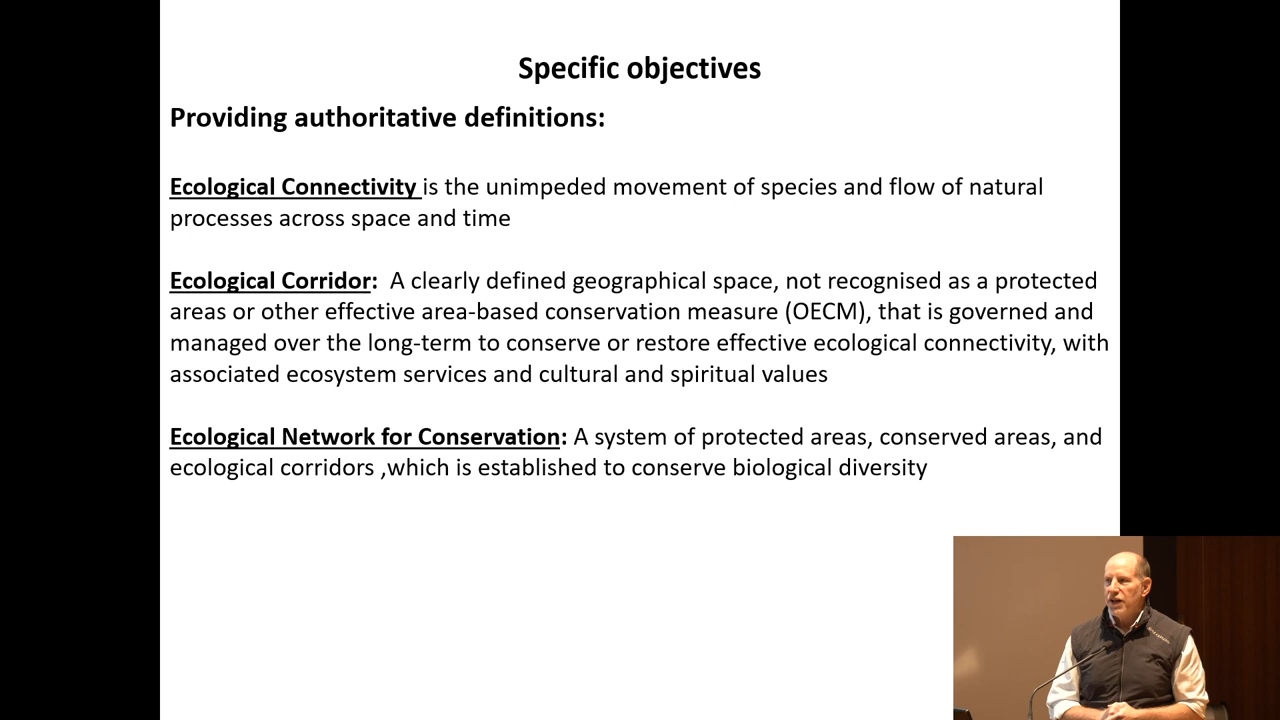 Specific objectives
Providing authoritative definitions:
Ecological Connectivity is the unimpeded movement of species and flow of natural
processes across space and time
Ecological Corridor:  A clearly defined geographical space, not recognised as a protected
areas or other effective area-based conservation measure (OECM), that is governed and
managed over the long-term to conserve or restore effective ecological connectivity, with
associated ecosystem services and cultural and spiritual values
Ecological Network for Conservation: A system of protected areas, conserved areas, and
ecological corridors ,which is established to conserve biological diversity